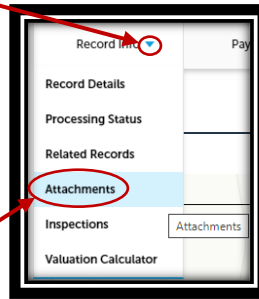 Record Info Pay
Record Details
Processing Status
Related Records
Attachments
Inspections Attachments
Valuation Calculator